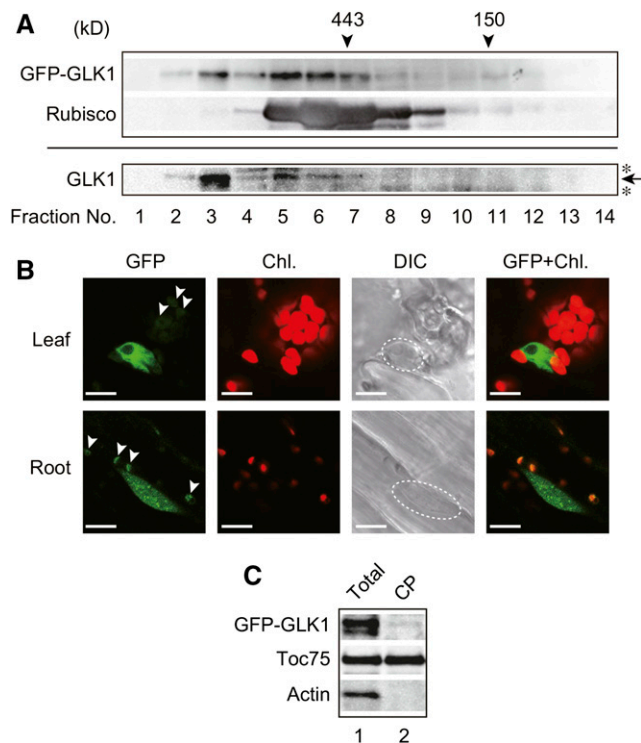 A (kD) 443 150
GFP-GLK1
Rubisco
GLK1 *
*
Fraction No. 1 2 3 4 5 6 7 8 9 10 11 12 13 14
B GFP Chl. DIC GFP+Chl.
Leaf
Root
C Total CP
GFP-GLK1
Toc75
Actin
1 2